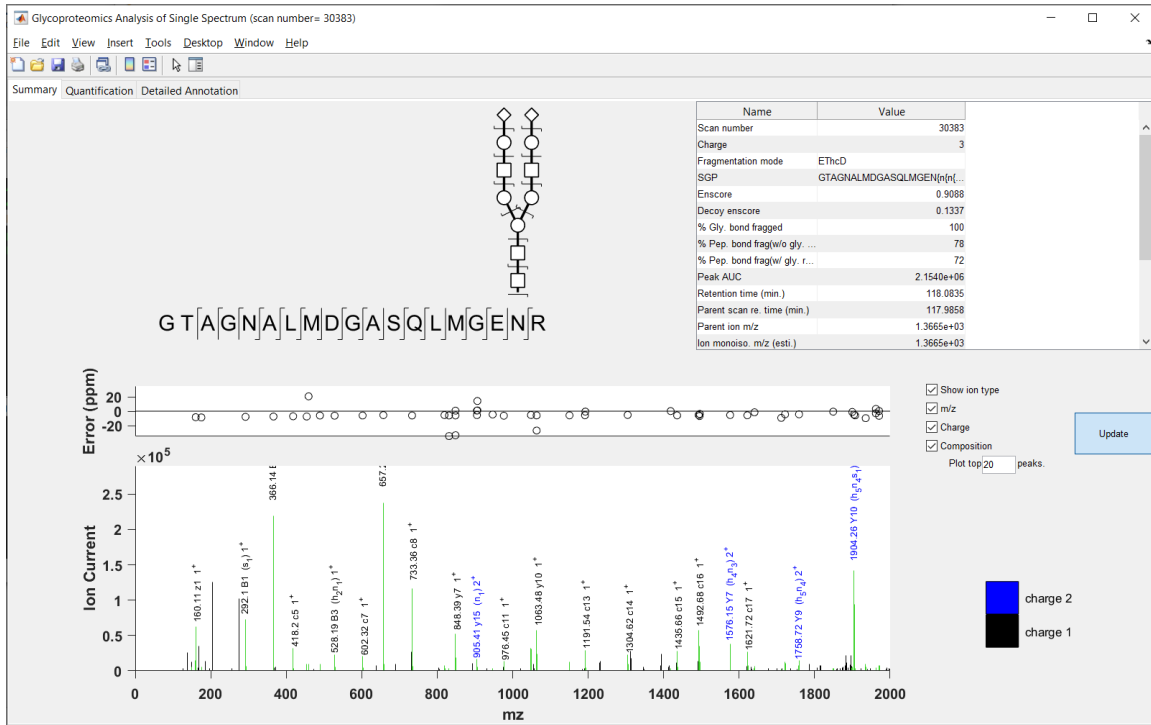 Glycoproteomics Analysis of Single Spectrum (scan number= 30383)
File Edit View Insert Tools Desktop Window Help
Summary Quantification Detailed Annotation
GTAGNALMDGASQLMGENR
Name Value
Scan number 30383
Charge 3
Fragmentation mode EThcD
SGP GTAGNALMDGASQLMGEN{n{n{...
Enscore 0.9088
Decoy enscore 0.1337
% Gly. bond fragged 100
% Pep. bond frag(w/o gly. ... 78
% Pep. bond frag(w/ gly. r... 72
Peak AUC 2.1540e+06
Retention time (min.) 118.0835
Parent scan re. time (min.) 117.9858
Parent ion m/z 1.3665e+03
Ion monoiso. m/z (esti.) 1.3665e+03
Error (ppm)
20
0
-20
Show ion type
m/z
Charge
Composition
Plot top 20 peaks.
Update
×10⁵
Ion Current
2.5
2
1.5
1
0.5
0
160.11 z1 1⁺
292.1 B1 (s₁) 1⁺
366.14
418.2 c5 1⁺
528.19 B3 (h₂n₁) 1⁺
602.32 c7 1⁺
657.
733.36 c8 1⁺
848.39 y7 1⁺
905.41 y15 (n₁) 2⁺
976.45 c11 1⁺
1063.48 y10 1⁺
1191.54 c13 1⁺
1304.62 c14 1⁺
1435.66 c15 1⁺
1492.68 c16 1⁺
1576.15 Y7 (h₄n₃) 2⁺
1621.72 c17 1⁺
1758.72 Y9 (h₅n₄) 2⁺
1904.26 Y10 (h₅n₄s₁)
0 200 400 600 800 1000 1200 1400 1600 1800 2000
mz
charge 2
charge 1